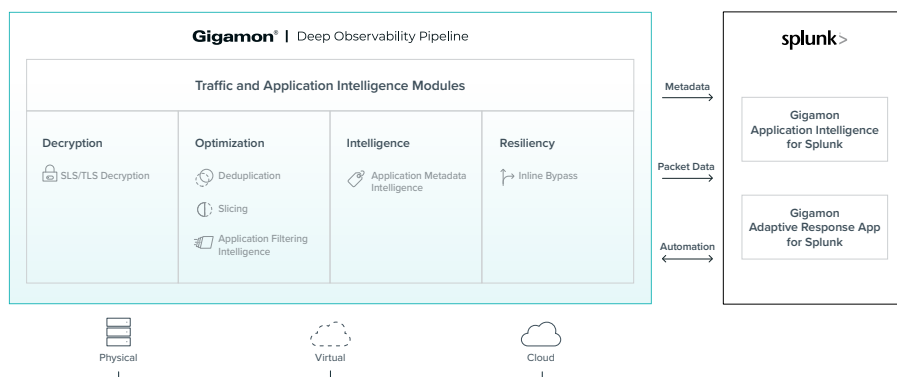 Gigamon® | Deep Observability Pipeline
Traffic and Application Intelligence Modules
Decryption
SLS/TLS Decryption
Optimization
Deduplication
Slicing
Application Filtering
Intelligence
Intelligence
Application Metadata
Intelligence
Resiliency
Inline Bypass
Metadata
Packet Data
Automation
splunk>
Gigamon
Application Intelligence
for Splunk
Gigamon
Adaptive Response App
for Splunk
Physical
Virtual
Cloud